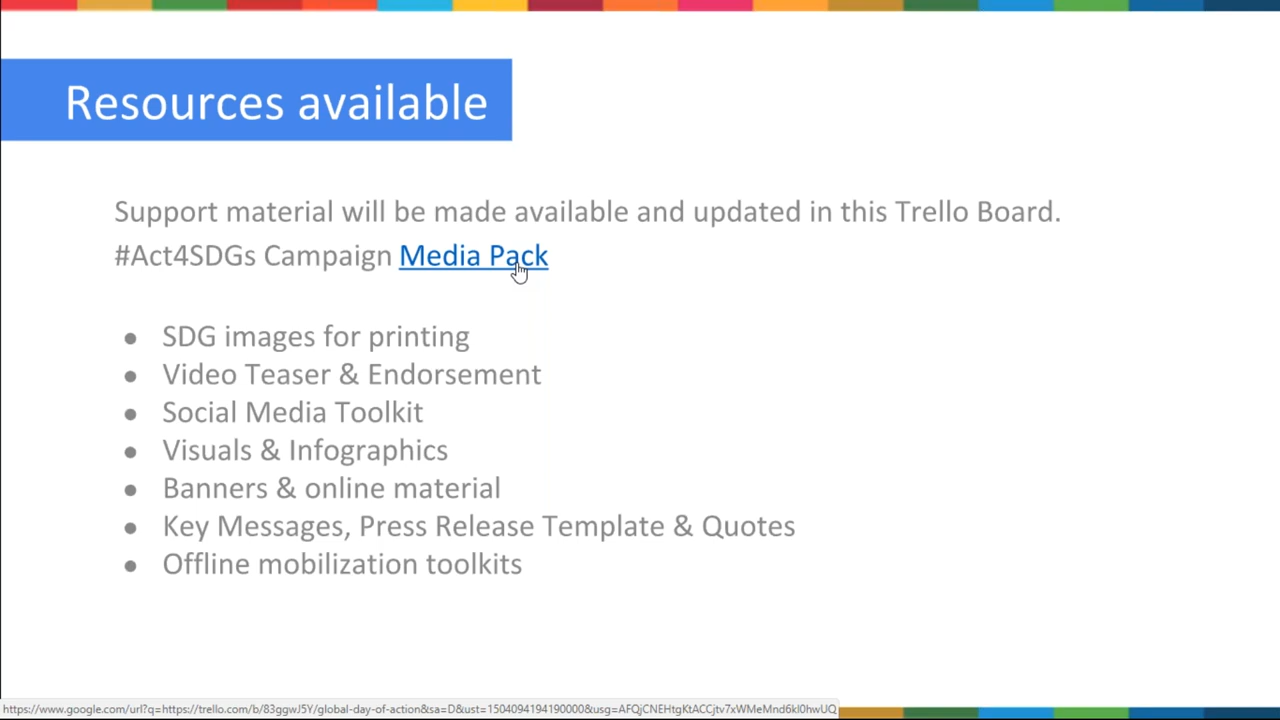 Resources available
Support material will be made available and updated in this Trello Board.
#Act4SDGs Campaign Media Pack
● SDG images for printing
● Video Teaser & Endorsement
● Social Media Toolkit
● Visuals & Infographics
● Banners & online material
● Key Messages, Press Release Template & Quotes
● Offline mobilization toolkits
https://www.google.com/url?q=https://trello.com/b/83ggwJ5Y/global-day-of-action&sa=D&ust=1504094194190000&usg=AFQjCNEHtgKtACCjtv7xWMeMnd6kl0hwUQ